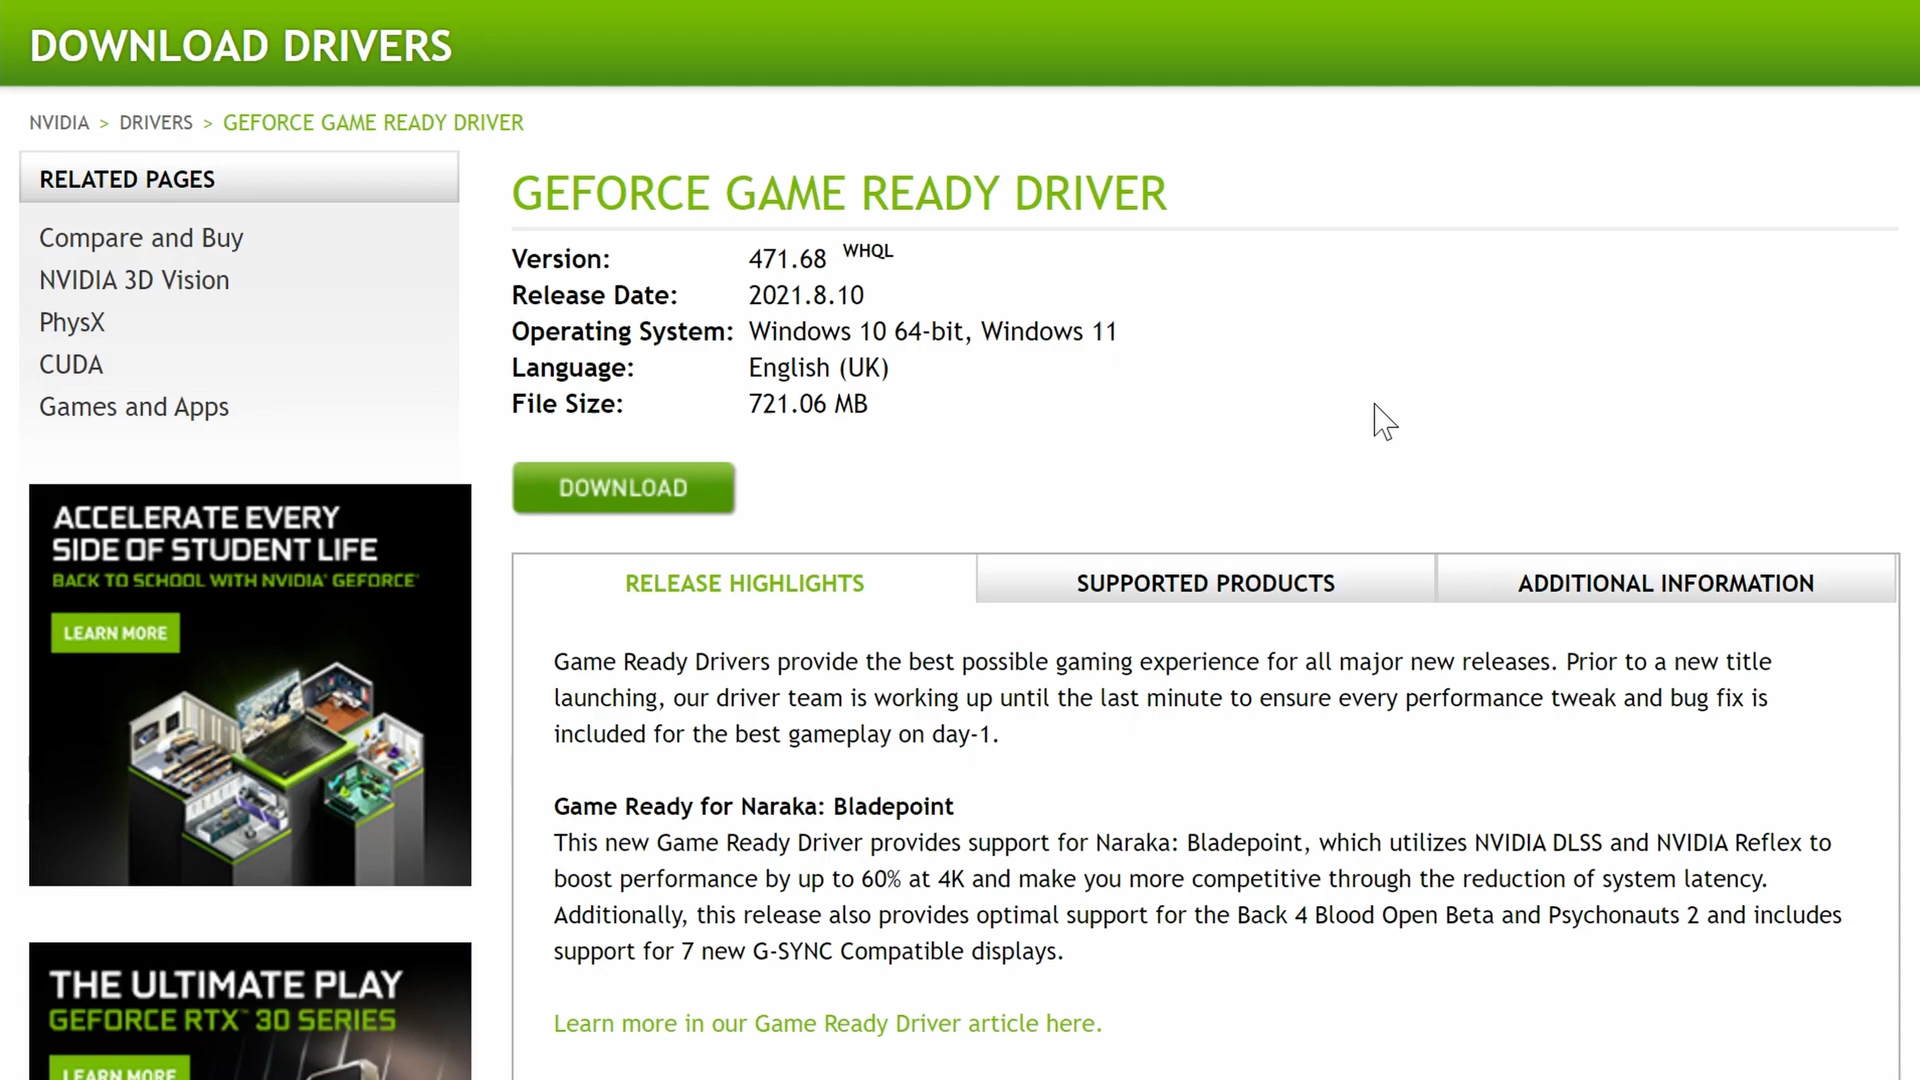 DOWNLOAD DRIVERS
NVIDIA > DRIVERS > GEFORCE GAME READY DRIVER
RELATED PAGES
Compare and Buy
NVIDIA 3D Vision
PhysX
CUDA
Games and Apps
ACCELERATE EVERY
SIDE OF STUDENT LIFE
BACK TO SCHOOL WITH NVIDIA® GEFORCE®
LEARN MORE
THE ULTIMATE PLAY
GEFORCE RTX™ 30 SERIES
LEARN MORE
GEFORCE GAME READY DRIVER
Version: 471.68 WHQL
Release Date: 2021.8.10
Operating System: Windows 10 64-bit, Windows 11
Language: English (UK)
File Size: 721.06 MB
DOWNLOAD
RELEASE HIGHLIGHTS SUPPORTED PRODUCTS ADDITIONAL INFORMATION
Game Ready Drivers provide the best possible gaming experience for all major new releases. Prior to a new title
launching, our driver team is working up until the last minute to ensure every performance tweak and bug fix is
included for the best gameplay on day-1.
Game Ready for Naraka: Bladepoint
This new Game Ready Driver provides support for Naraka: Bladepoint, which utilizes NVIDIA DLSS and NVIDIA Reflex to
boost performance by up to 60% at 4K and make you more competitive through the reduction of system latency.
Additionally, this release also provides optimal support for the Back 4 Blood Open Beta and Psychonauts 2 and includes
support for 7 new G-SYNC Compatible displays.
Learn more in our Game Ready Driver article here.